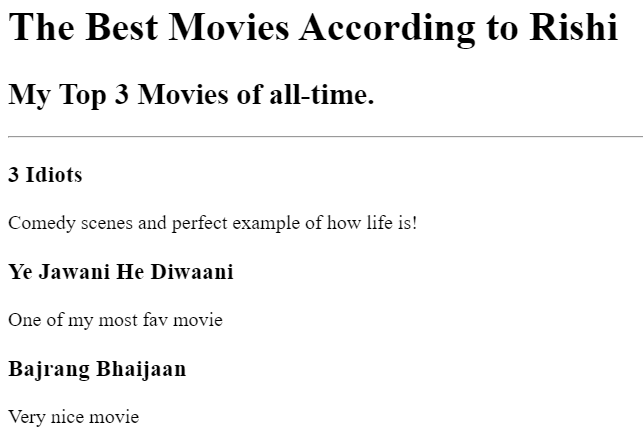 The Best Movies According to Rishi
My Top 3 Movies of all-time.
3 Idiots
Comedy scenes and perfect example of how life is!
Ye Jawani He Diwaani
One of my most fav movie
Bajrang Bhaijaan
Very nice movie